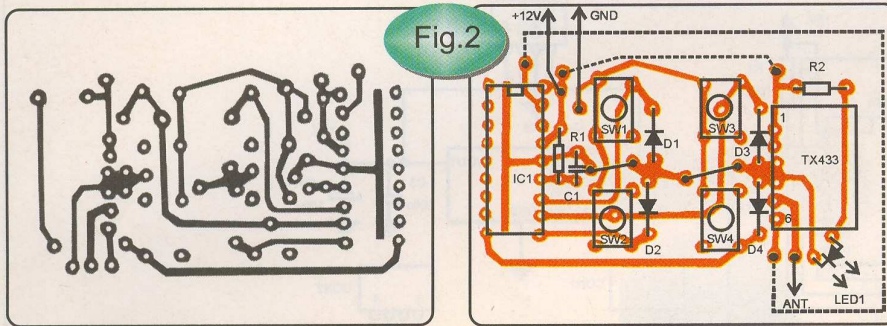 Fig.2
+12V
GND
R2
SW1
SW3
R1
D1
D3
1
TX433
IC1
C1
6
SW2
SW4
D2
D4
LED1
ANT.